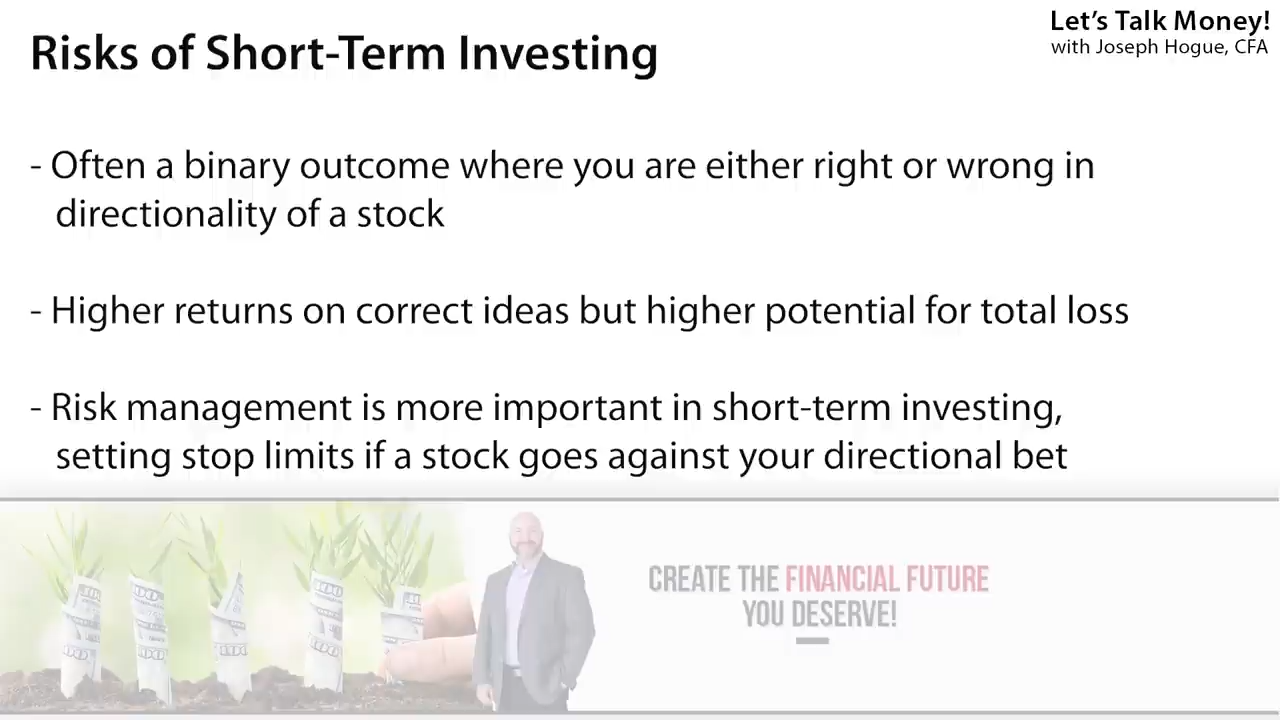 Let's Talk Money!
with Joseph Hogue, CFA
Risks of Short-Term Investing
- Often a binary outcome where you are either right or wrong in
directionality of a stock
- Higher returns on correct ideas but higher potential for total loss
- Risk management is more important in short-term investing,
setting stop limits if a stock goes against your directional bet
CREATE THE FINANCIAL FUTURE
YOU DESERVE!